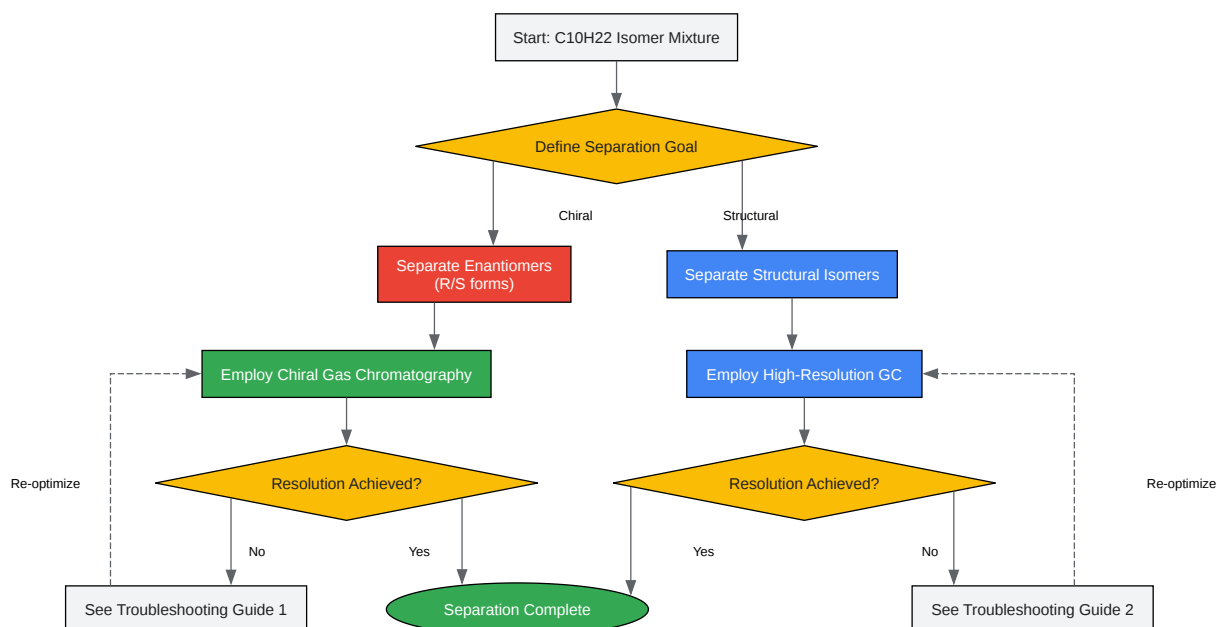 Start: C10H22 Isomer Mixture
Define Separation Goal
Chiral
Structural
Separate Enantiomers
(R/S forms)
Separate Structural Isomers
Employ Chiral Gas Chromatography
Employ High-Resolution GC
Re-optimize
Resolution Achieved?
Resolution Achieved?
Re-optimize
No
Yes
Yes
No
See Troubleshooting Guide 1
Separation Complete
See Troubleshooting Guide 2